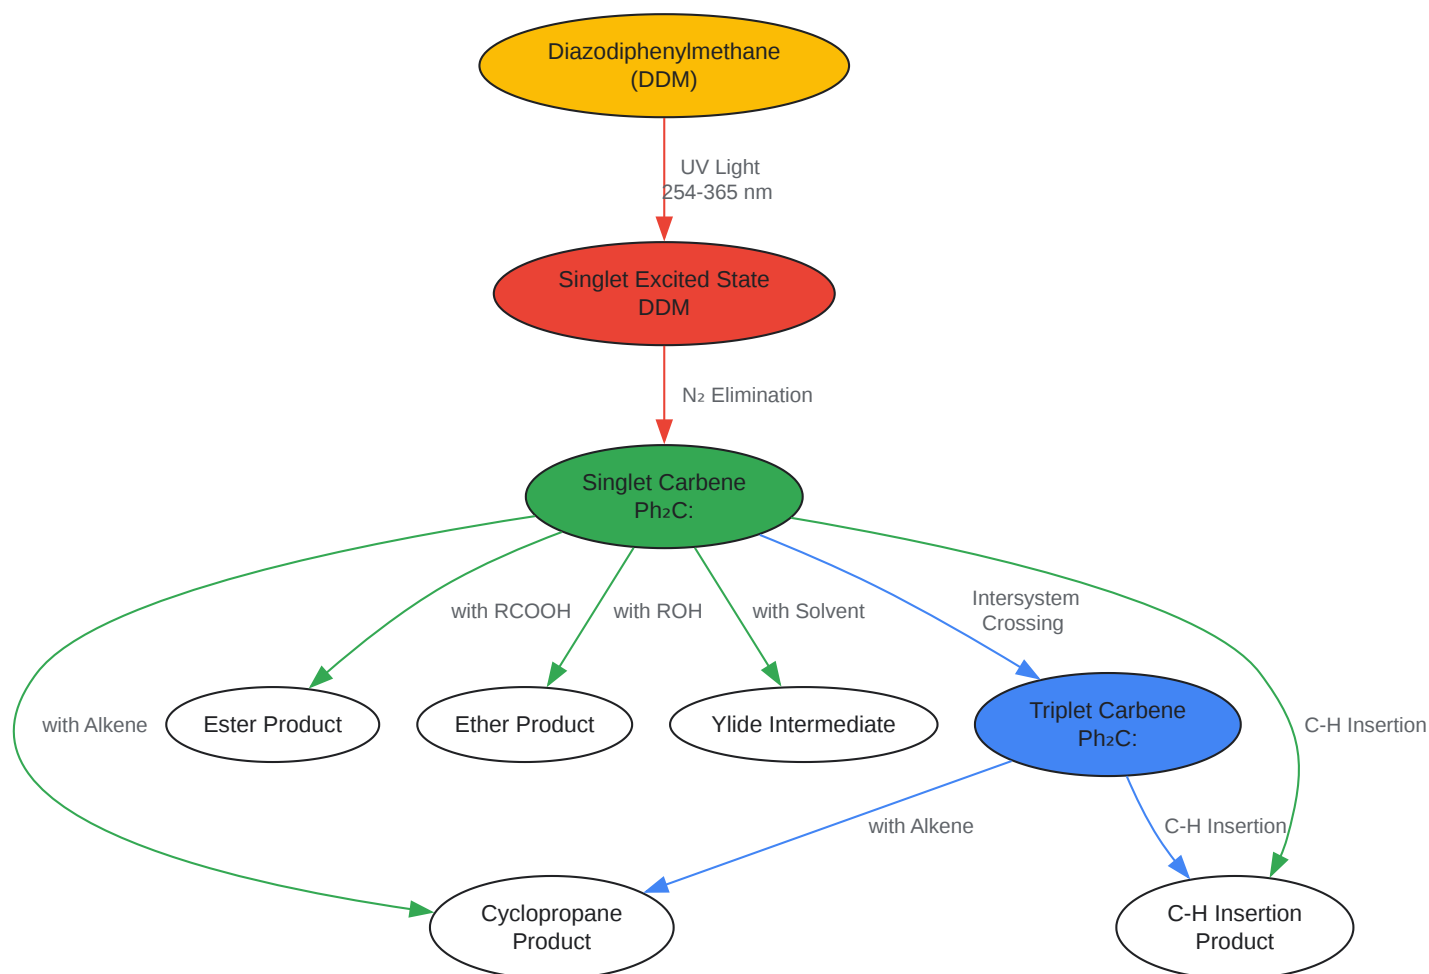 Diazodiphenylmethane
(DDM)
UV Light
254-365 nm
Singlet Excited State
DDM
N₂ Elimination
Singlet Carbene
Ph₂C:
with RCOOH
with ROH
with Solvent
Intersystem
Crossing
with Alkene
Ester Product
Ether Product
Ylide Intermediate
Triplet Carbene
Ph₂C:
C-H Insertion
with Alkene
C-H Insertion
Cyclopropane
Product
C-H Insertion
Product